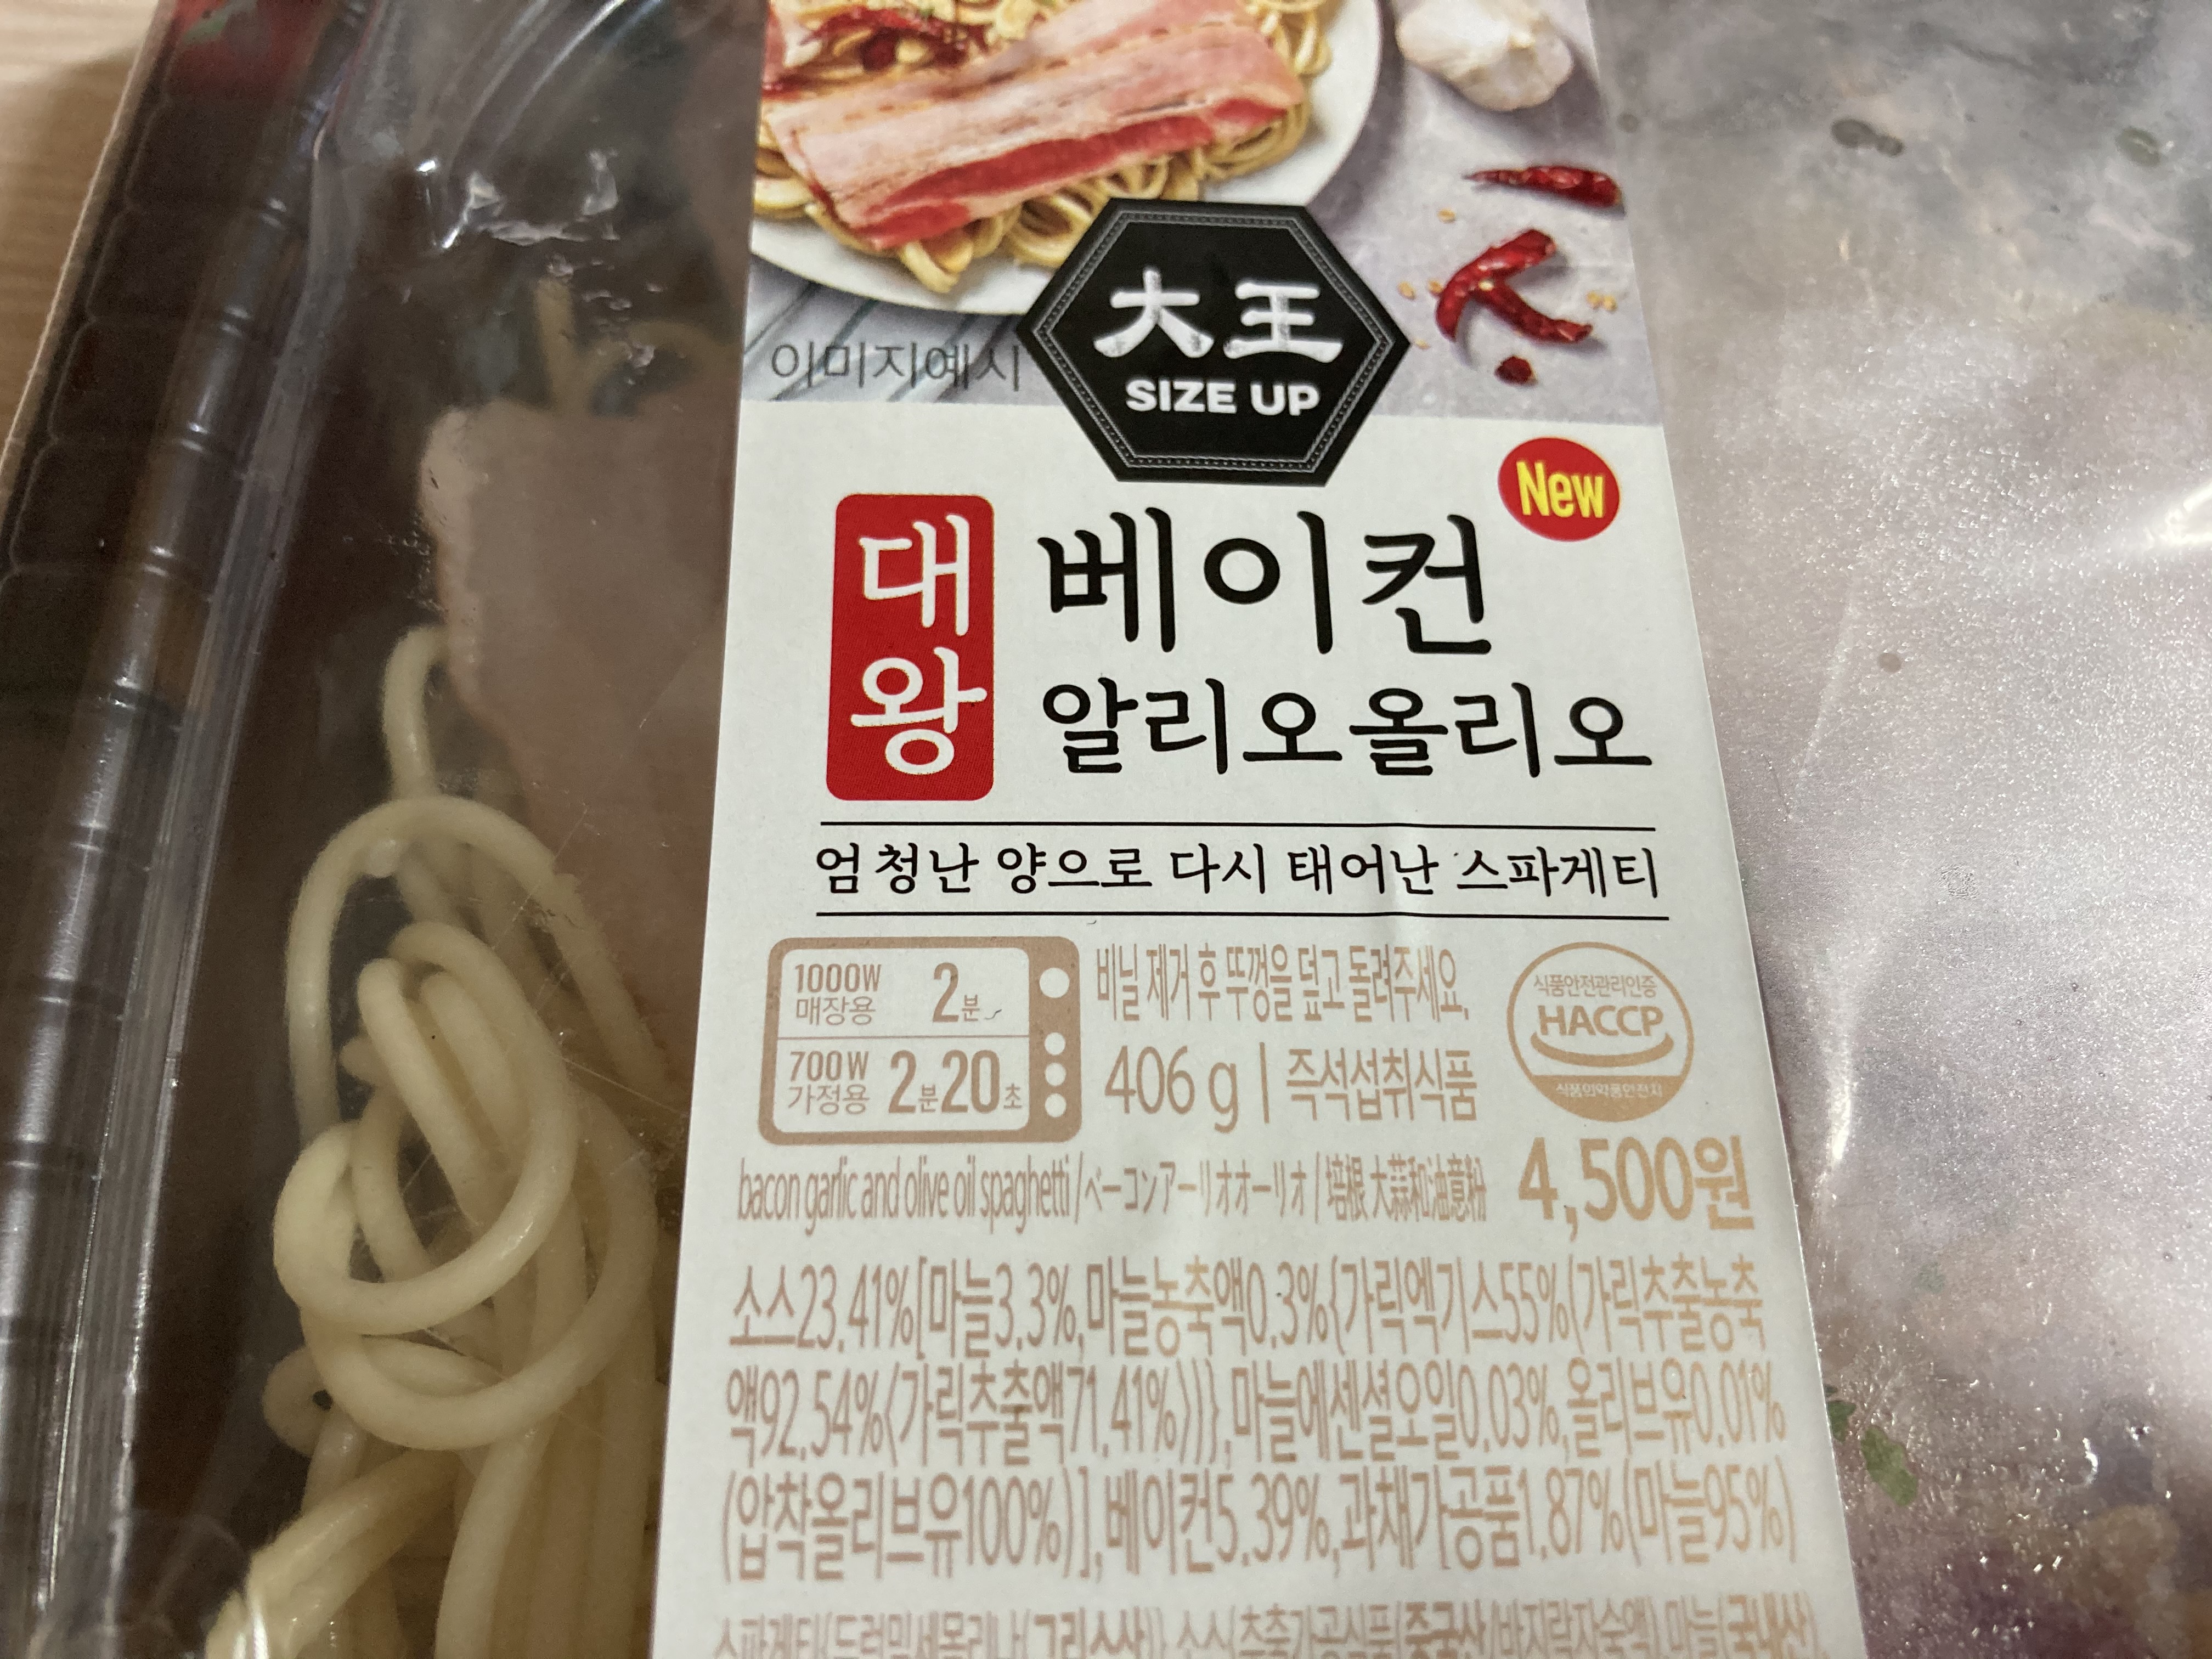 이미지예시
大王
SIZE UP
New
대왕
베이컨
알리오올리오
엄청난 양으로 다시 태어난 스파게티
1000W 매장용 2분
700W 가정용 2분20초
비닐 제거 후 뚜껑을 덮고 돌려주세요.
406 g | 즉석섭취식품
식품안전관리인증
HACCP
식품의약품안전처
bacon garlic and olive oil spaghetti/ベーコンアーリオオーリオ/培根大蒜和油意粉
4,500원
소스23.41%[마늘3.3%,마늘농축액0.3%{가릭엑기스55%(가릭추출농축
액92.54%〈가릭추출액71.41%〉)},마늘에센셜오일0.03%,올리브유0.01%
(압착올리브유100%)],베이컨5.39%,과채가공품1.87%(마늘95%)